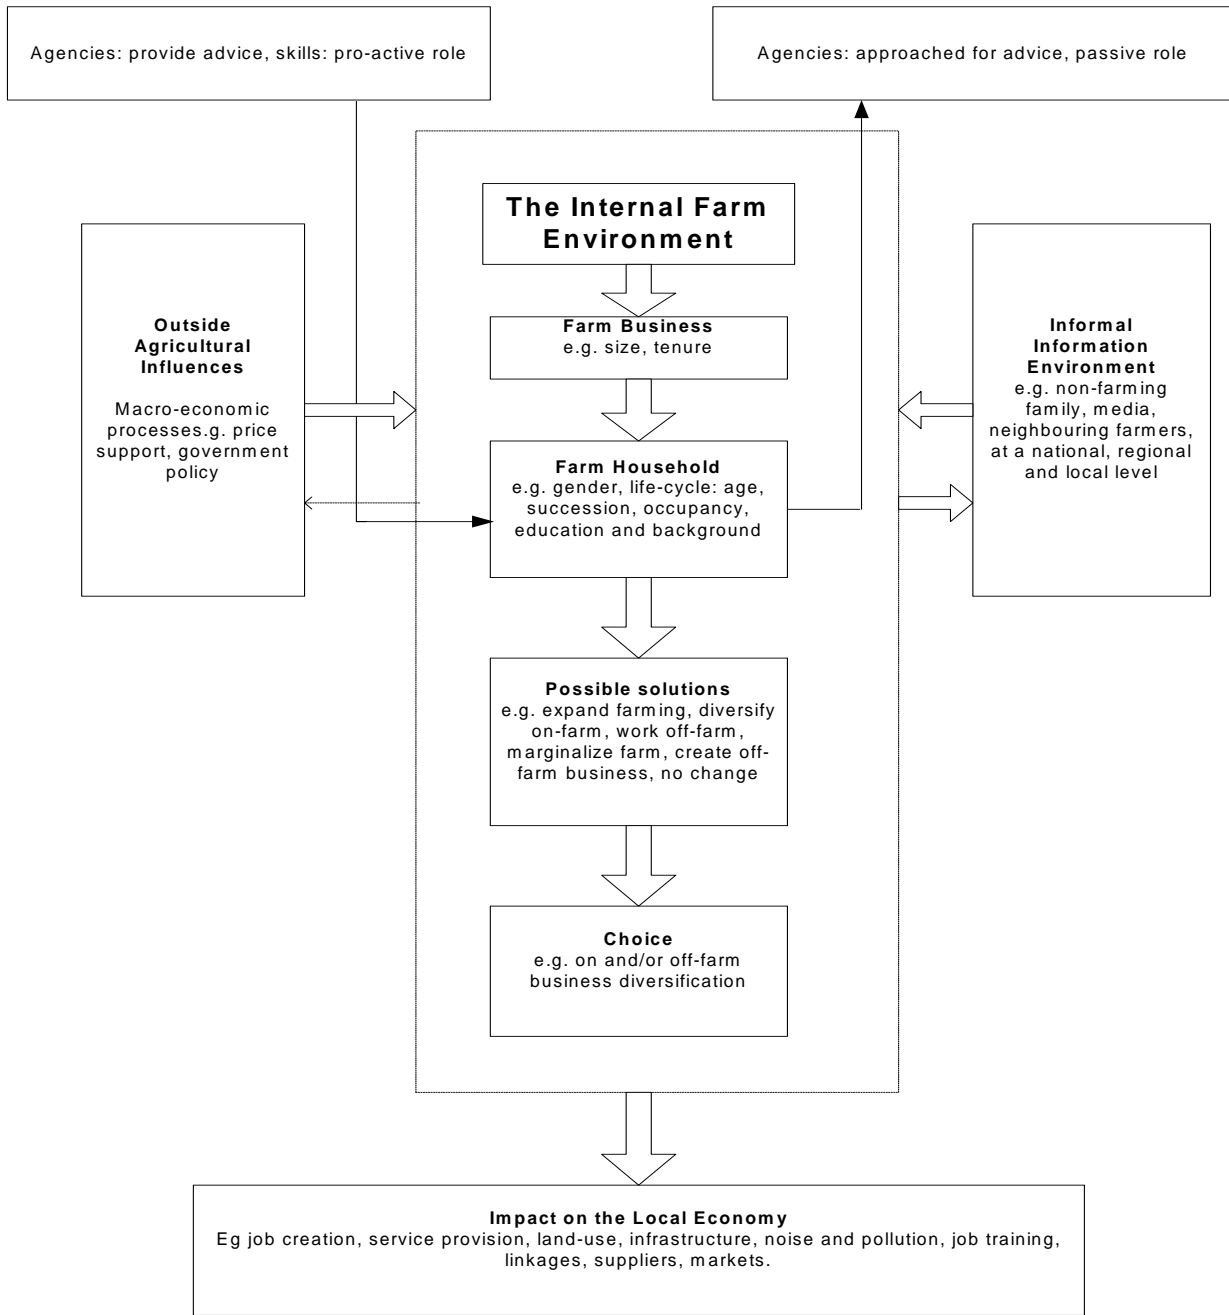 Agencies: provide advice, skills: pro-active role
Agencies: approached for advice, passive role
The Internal Farm
Environment
Farm Business
e.g. size, tenure
Outside
Agricultural
Influences
Macro-economic
processes.g. price
support, government
policy
Informal
Information
Environment
e.g. non-farming
family, media,
neighbouring farmers,
at a national, regional
and local level
Farm Household
e.g. gender, life-cycle: age,
succession, occupancy,
education and background
Possible solutions
e.g. expand farming, diversify
on-farm, work off-farm,
marginalize farm, create off-
farm business, no change
Choice
e.g. on and/or off-farm
business diversification
Impact on the Local Economy
Eg job creation, service provision, land-use, infrastructure, noise and pollution, job training,
linkages, suppliers, markets.